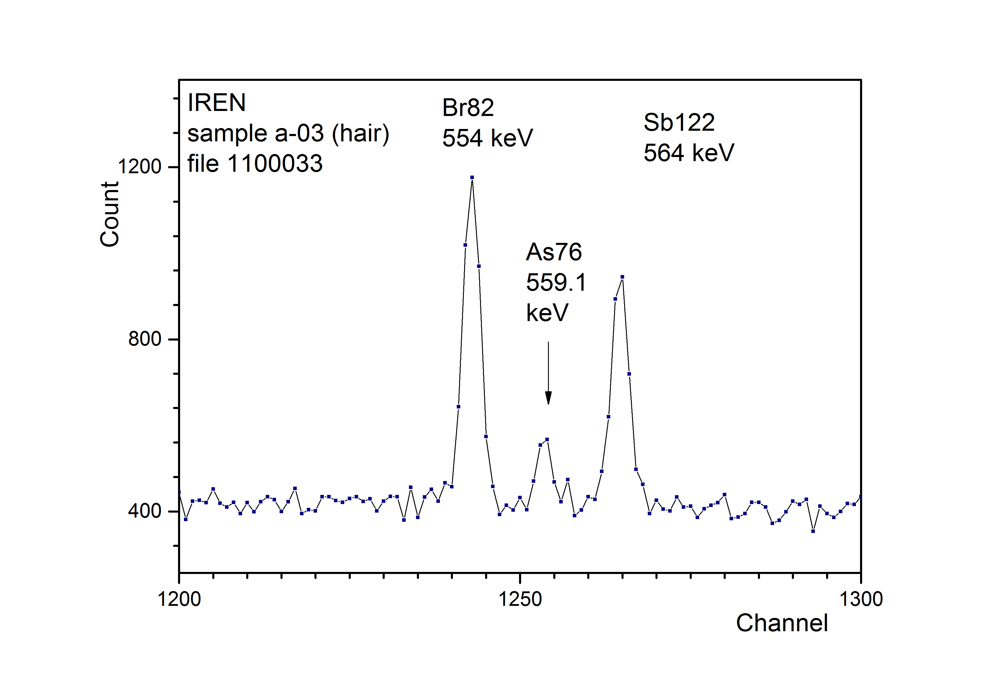 IREN
sample a-03 (hair)
file 1100033
Br82
554 keV
Sb122
564 keV
As76
559.1
keV
Count
1200
800
400
1200
1250
1300
Channel